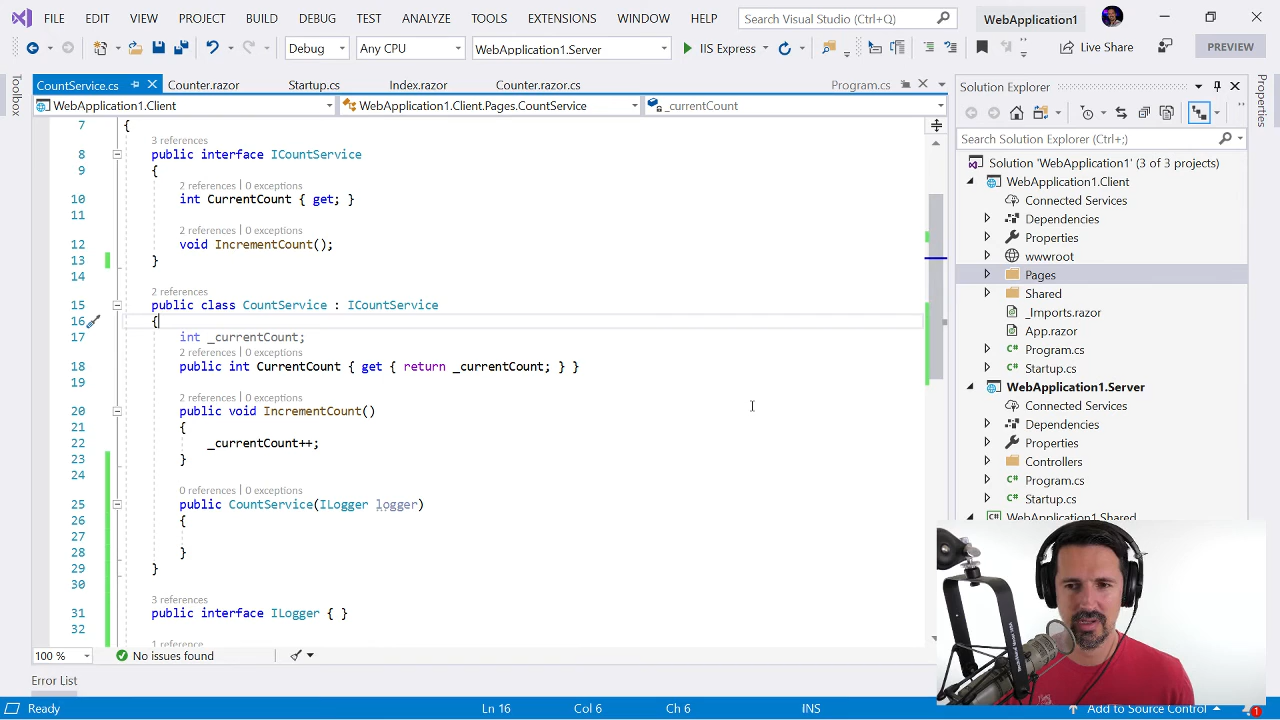 FILE EDIT VIEW PROJECT BUILD DEBUG TEST ANALYZE TOOLS EXTENSIONS WINDOW HELP Search Visual Studio (Ctrl+Q) WebApplication1
Debug Any CPU WebApplication1.Server IIS Express Live Share PREVIEW
CountService.cs Counter.razor Startup.cs Index.razor Counter.razor Program.cs
WebApplication1.Client WebApplication1.Client.Pages.CountService _currentCount
Toolbox
7 {
3 references
8 public interface ICountService
9 {
2 references | 0 exceptions
10 int CurrentCount { get; }
11
2 references | 0 exceptions
12 void IncrementCount();
13 }
14
2 references
15 public class CountService : ICountService
16 {
17 int _currentCount;
2 references | 0 exceptions
18 public int CurrentCount { get { return _currentCount; } }
19
2 references | 0 exceptions
20 public void IncrementCount()
21 {
22 _currentCount++;
23 }
24
0 references | 0 exceptions
25 public CountService(ILogger logger)
26 {
27
28 }
29 }
30
3 references
31 public interface ILogger { }
32
1 reference
100 % No issues found
Error List
Ready Ln 16 Col 6 Ch 6 INS Add to Source Control 1
Solution Explorer
Search Solution Explorer (Ctrl+;)
Solution 'WebApplication1' (3 of 3 projects)
WebApplication1.Client
Connected Services
Dependencies
Properties
wwwroot
Pages
Shared
_Imports.razor
App.razor
Program.cs
Startup.cs
WebApplication1.Server
Connected Services
Dependencies
Properties
Controllers
Program.cs
Startup.cs
WebApplication1.Shared
Properties